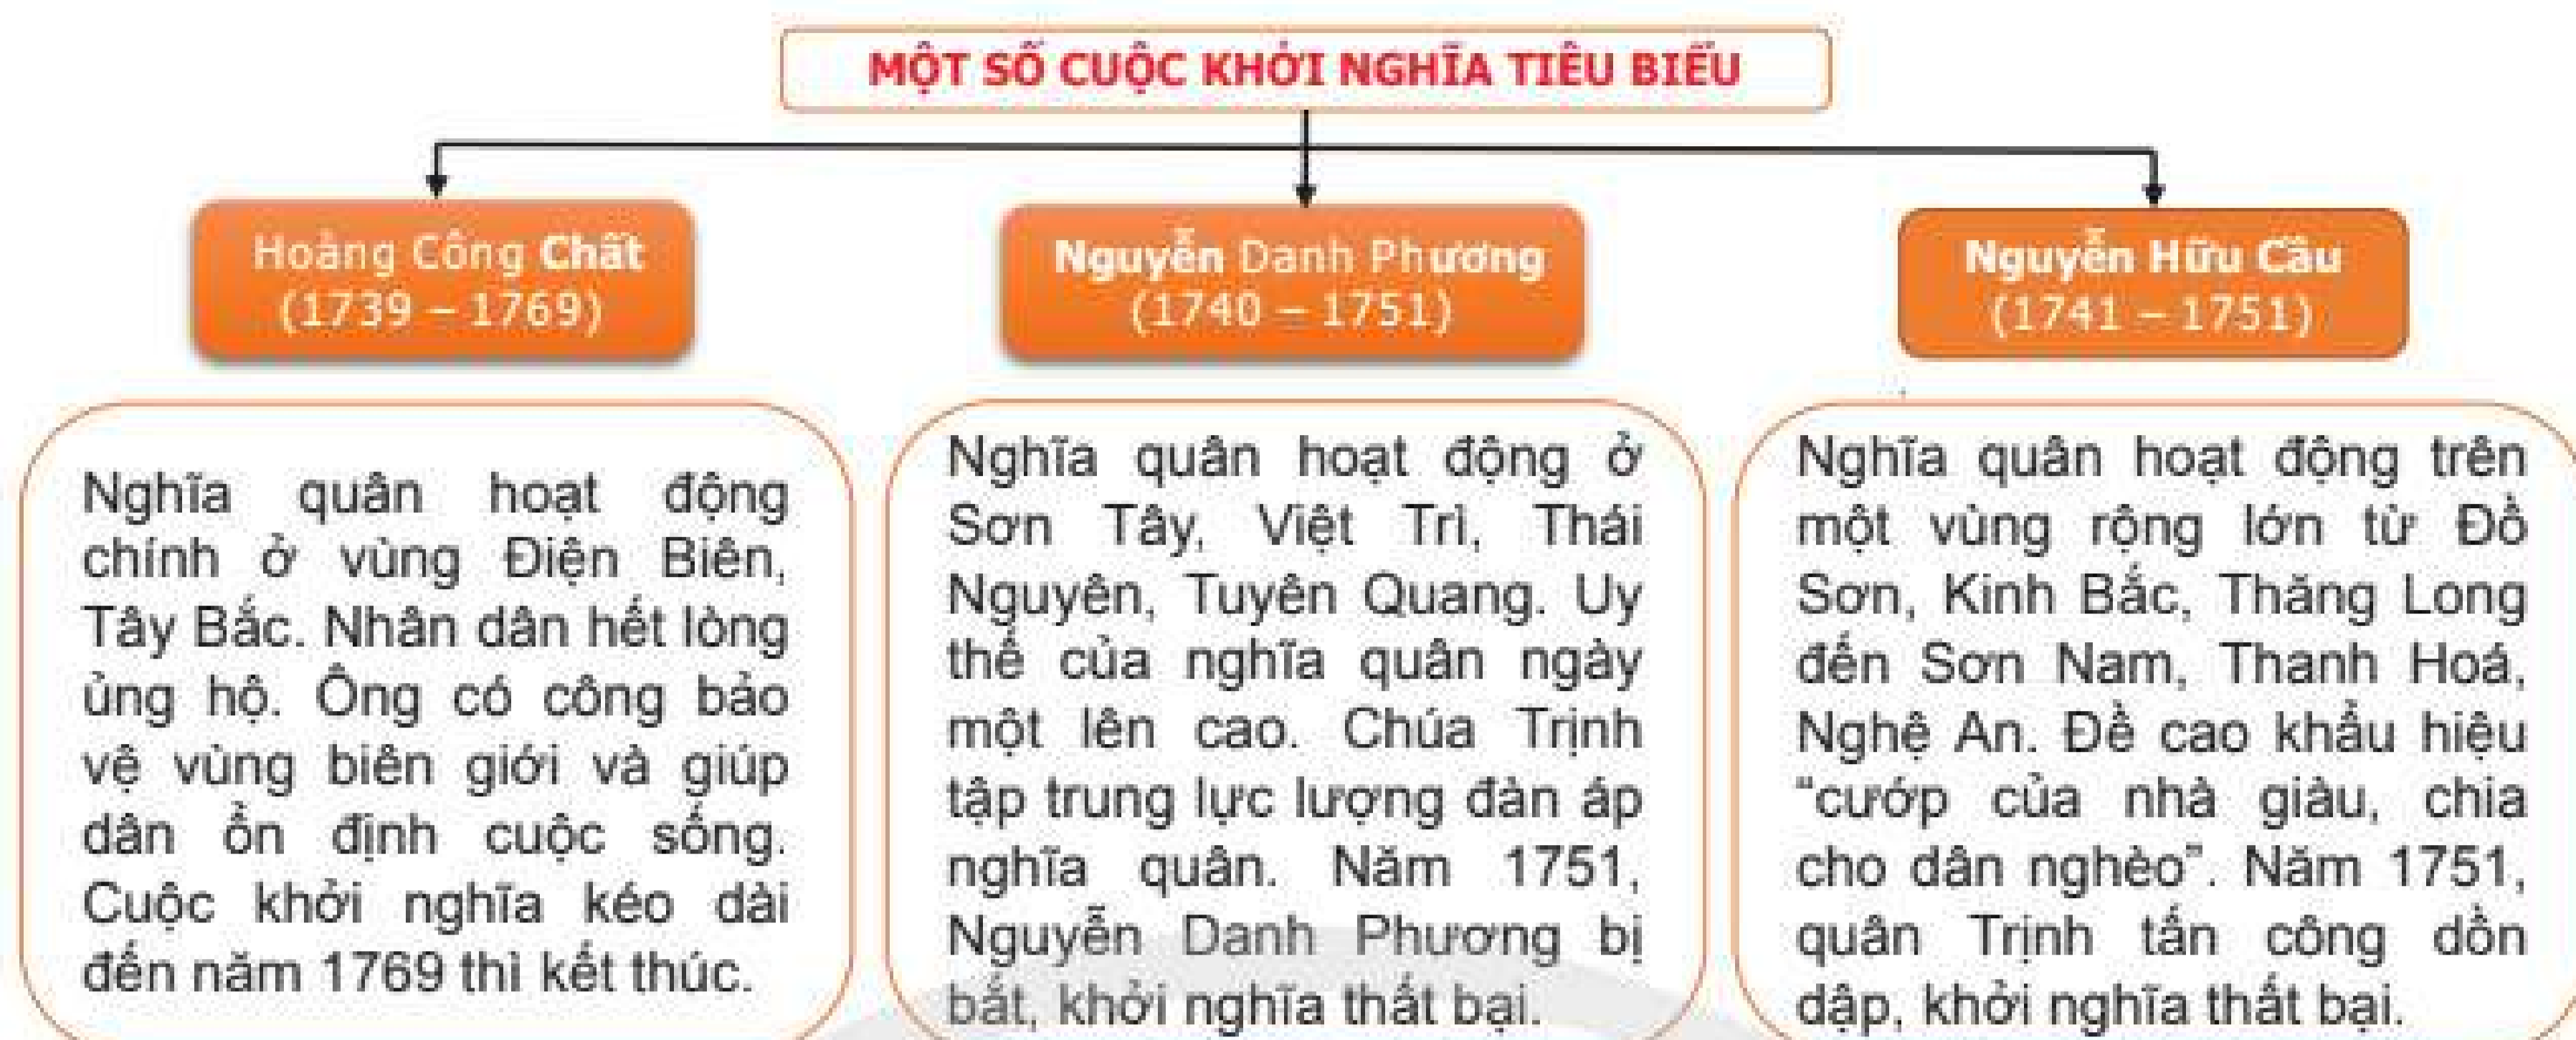 MỘT SỐ CUỘC KHỞI NGHĨA TIÊU BIỂU
Hoàng Công Chất
(1739 – 1769)
Nghĩa quân hoạt động
chính ở vùng Điện Biên,
Tây Bắc. Nhân dân hết lòng
ủng hộ. Ông có công bảo
vệ vùng biên giới và giúp
dân ổn định cuộc sống.
Cuộc khởi nghĩa kéo dài
đến năm 1769 thì kết thúc.
Nguyễn Danh Phương
(1740 – 1751)
Nghĩa quân hoạt động ở
Sơn Tây, Việt Trì, Thái
Nguyên, Tuyên Quang. Uy
thế của nghĩa quân ngày
một lên cao. Chúa Trịnh
tập trung lực lượng đàn áp
nghĩa quân. Năm 1751,
Nguyễn Danh Phương bị
bắt, khởi nghĩa thất bại.
Nguyễn Hữu Cầu
(1741 – 1751)
Nghĩa quân hoạt động trên
một vùng rộng lớn từ Đồ
Sơn, Kinh Bắc, Thăng Long
đến Sơn Nam, Thanh Hoá,
Nghệ An. Đề cao khẩu hiệu
“cướp của nhà giàu, chia
cho dân nghèo”. Năm 1751,
quân Trịnh tấn công dồn
dập, khởi nghĩa thất bại.